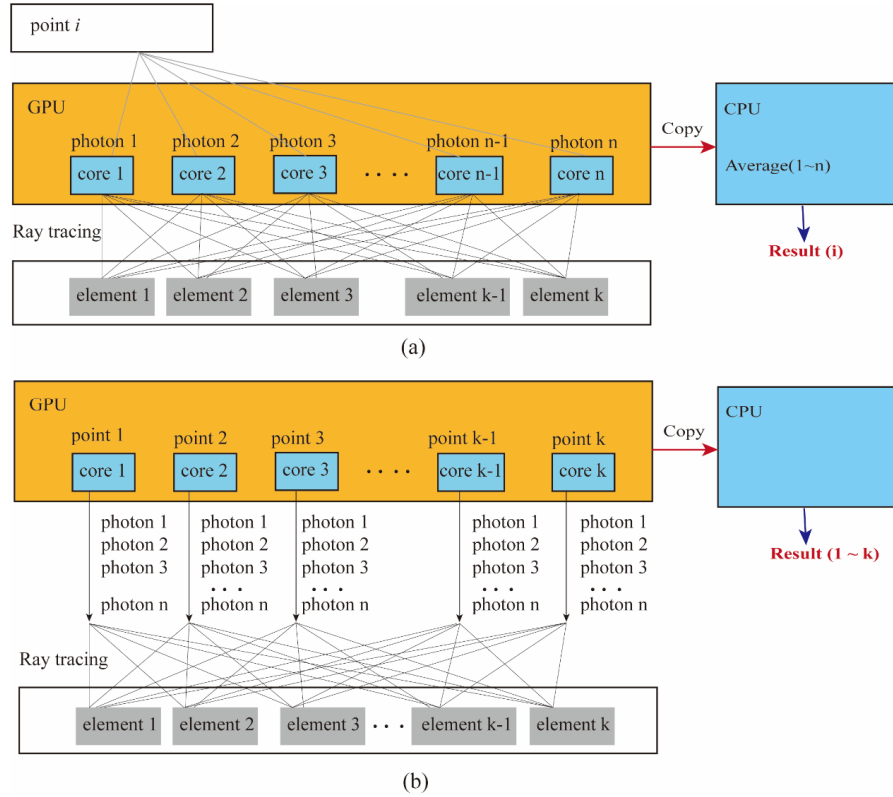 point i
GPU
CPU
photon 1 photon 2 photon 3 photon n-1 photon n
Copy
core 1 core 2 core 3 .... core n-1 core n
Average(1~n)
Ray tracing
Result (i)
element 1 element 2 element 3 element k-1 element k
(a)
GPU
CPU
point 1 point 2 point 3 point k-1 point k
Copy
core 1 core 2 core 3 .... core k-1 core k
photon 1 photon 1 photon 1 photon 1 photon 1
photon 2 photon 2 photon 2 photon 2 photon 2
Result (1 ~ k)
photon 3 photon 3 photon 3 photon 3 photon 3
... ... ... ...
photon n photon n photon n photon n photon n
Ray tracing
element 1 element 2 element 3 ... element k-1 element k
(b)